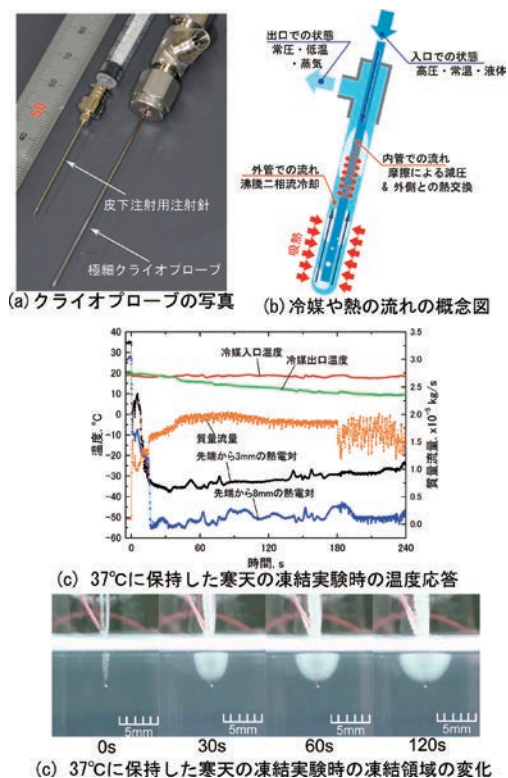 50
皮下注射用注射針
極細クライオプローブ
(a) クライオプローブの写真
出口での状態
常圧・低温
・蒸気
入口での状態
高圧・常温・液体
外管での流れ
沸騰二相流冷却
内管での流れ
摩擦による減圧
& 外側との熱交換
吸熱
(b) 冷媒や熱の流れの概念図
40
30
20
10
0
-10
-20
-30
-40
-50
-60
温度, °C
3.5
3.0
2.5
2.0
1.5
1.0
0.5
0.0
質量流量, x10⁻⁵ kg/s
冷媒入口温度
冷媒出口温度
質量流量
先端から3mmの熱電対
先端から8mmの熱電対
0 60 120 180 240
時間, s
(c) 37℃に保持した寒天の凍結実験時の温度応答
5mm 5mm 5mm 5mm
0s 30s 60s 120s
(c) 37℃に保持した寒天の凍結実験時の凍結領域の変化